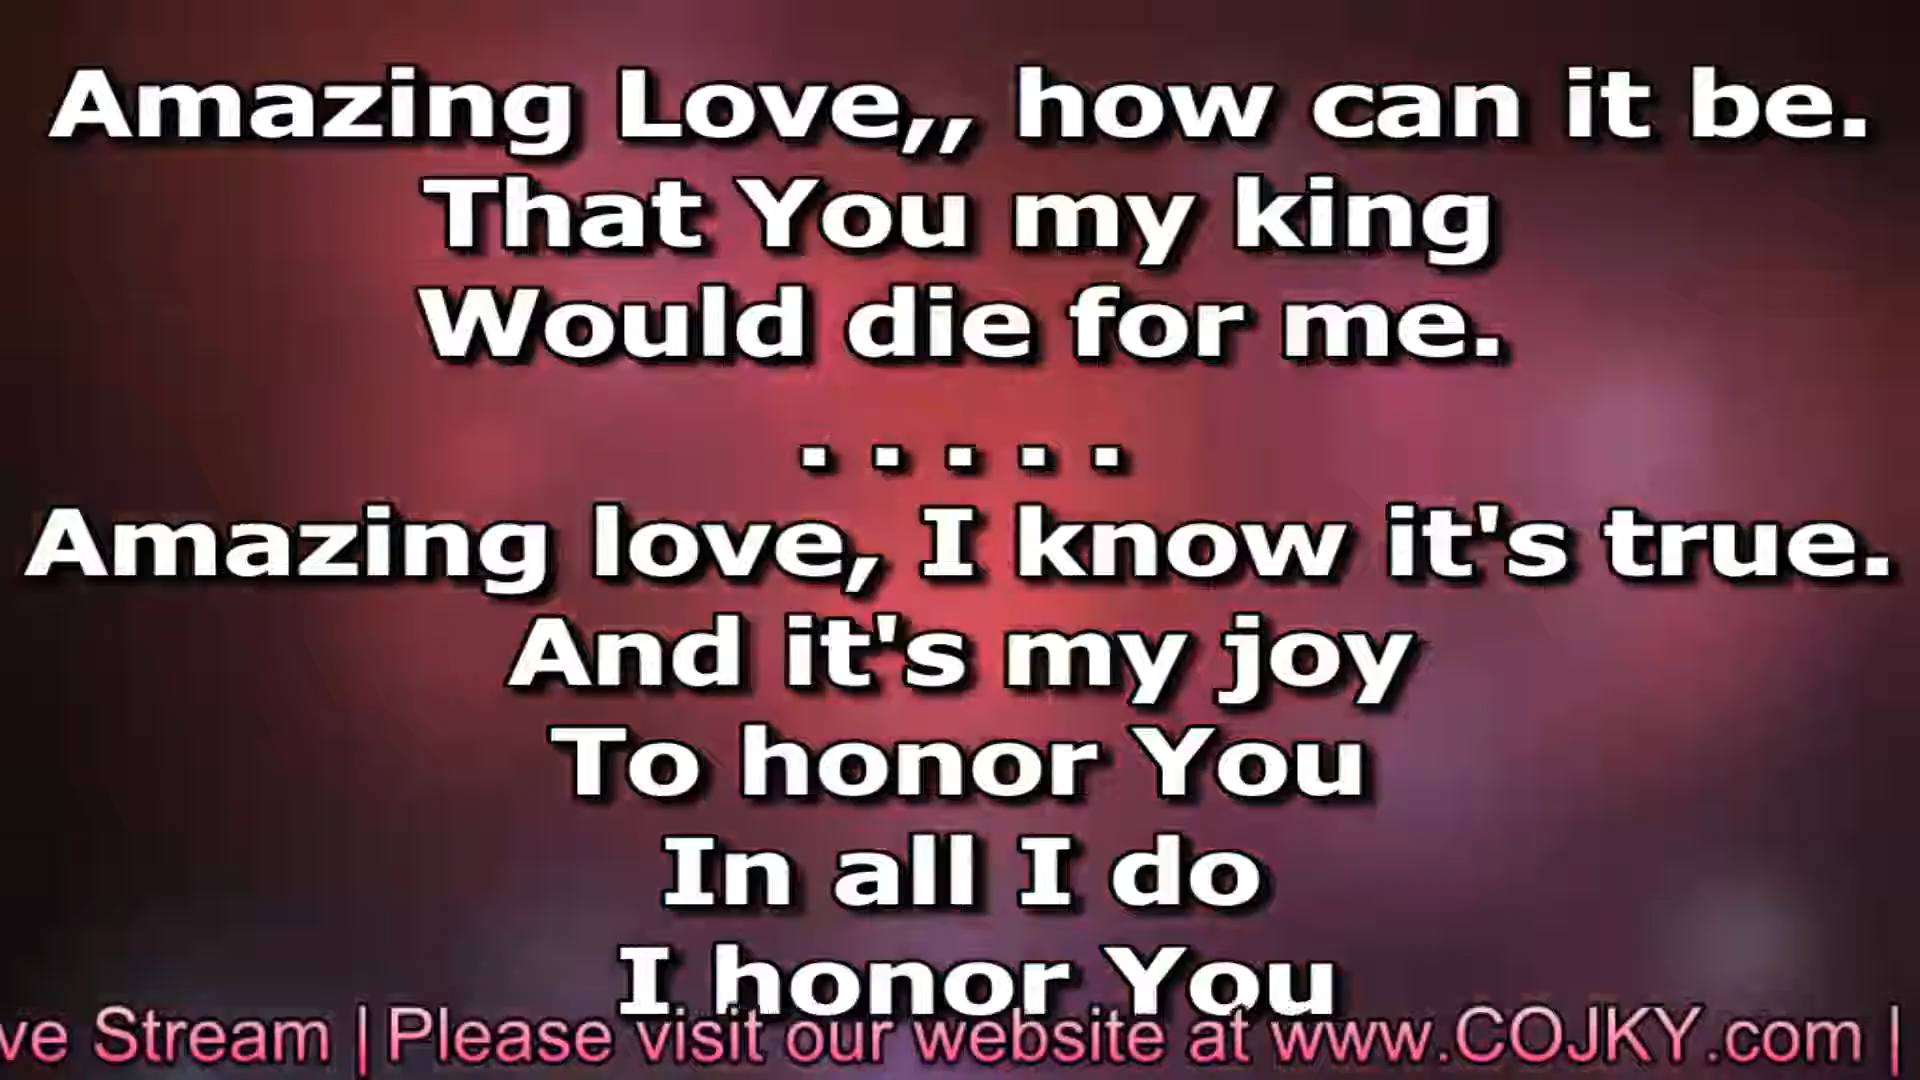 Amazing Love,, how can it be.
That You my king
Would die for me.
. . . . .
Amazing love, I know it's true.
And it's my joy
To honor You
In all I do
I honor You
ve Stream | Please visit our website at www.COJKY.com |